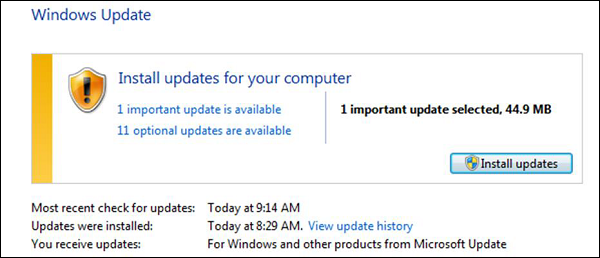 Windows Update
Install updates for your computer
1 important update is available
11 optional updates are available
1 important update selected, 44.9 MB
Install updates
Most recent check for updates: Today at 9:14 AM
Updates were installed: Today at 8:29 AM. View update history
You receive updates: For Windows and other products from Microsoft Update